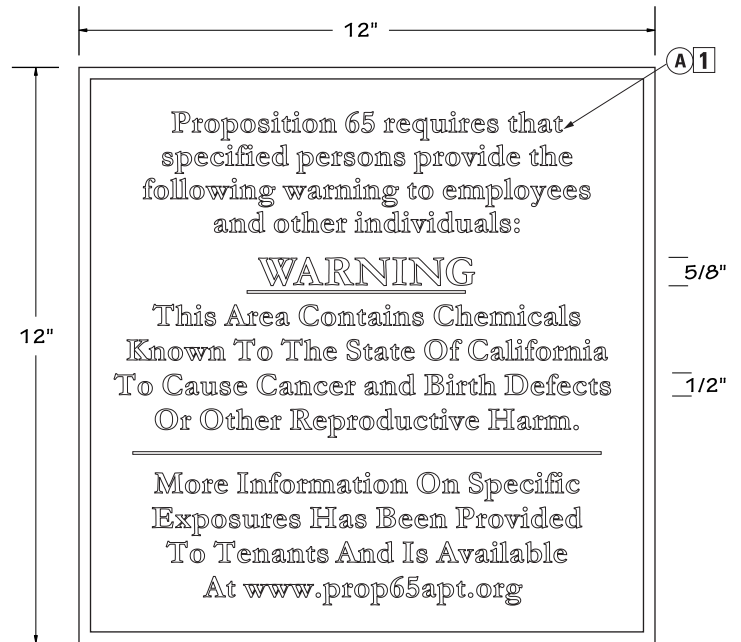 12"
A 1
Proposition 65 requires that
specified persons provide the
following warning to employees
and other individuals:
WARNING
5/8"
This Area Contains Chemicals
12"
Known To The State Of California
To Cause Cancer and Birth Defects
1/2"
Or Other Reproductive Harm.
More Information On Specific
Exposures Has Been Provided
To Tenants And Is Available
At www.prop65apt.org